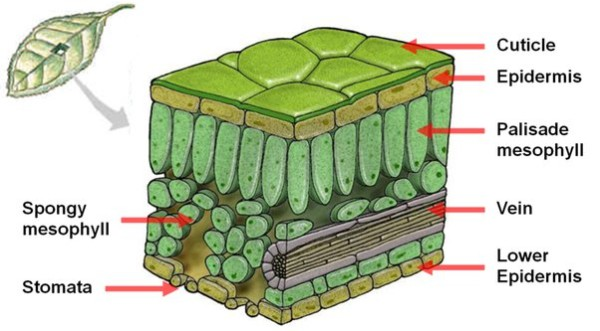 Cuticle
Epidermis
Palisade
mesophyll
Spongy
mesophyll
Vein
Lower
Epidermis
Stomata